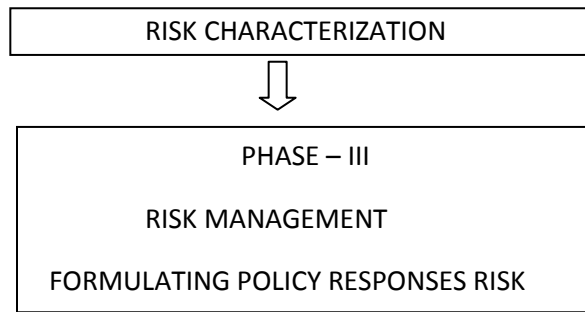 RISK CHARACTERIZATION
PHASE – III
RISK MANAGEMENT
FORMULATING POLICY RESPONSES RISK